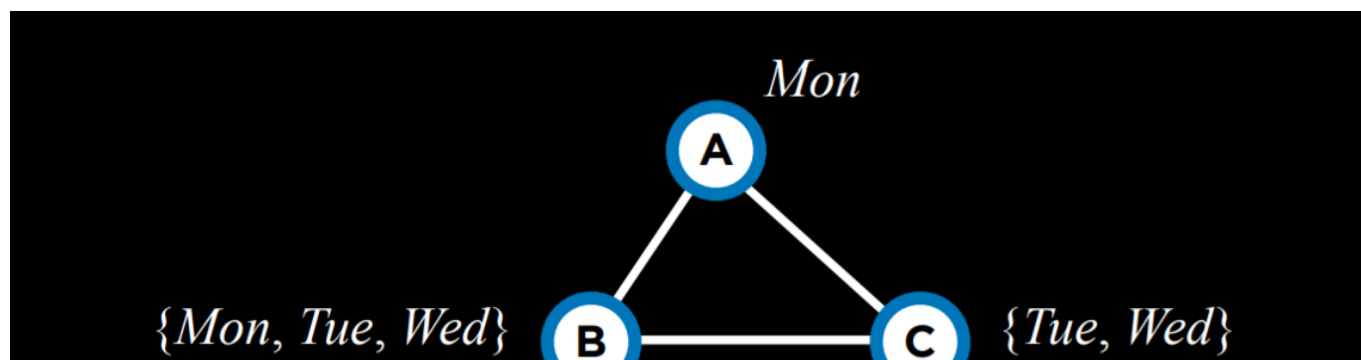 Mon
A
{Mon, Tue, Wed} B C {Tue, Wed}